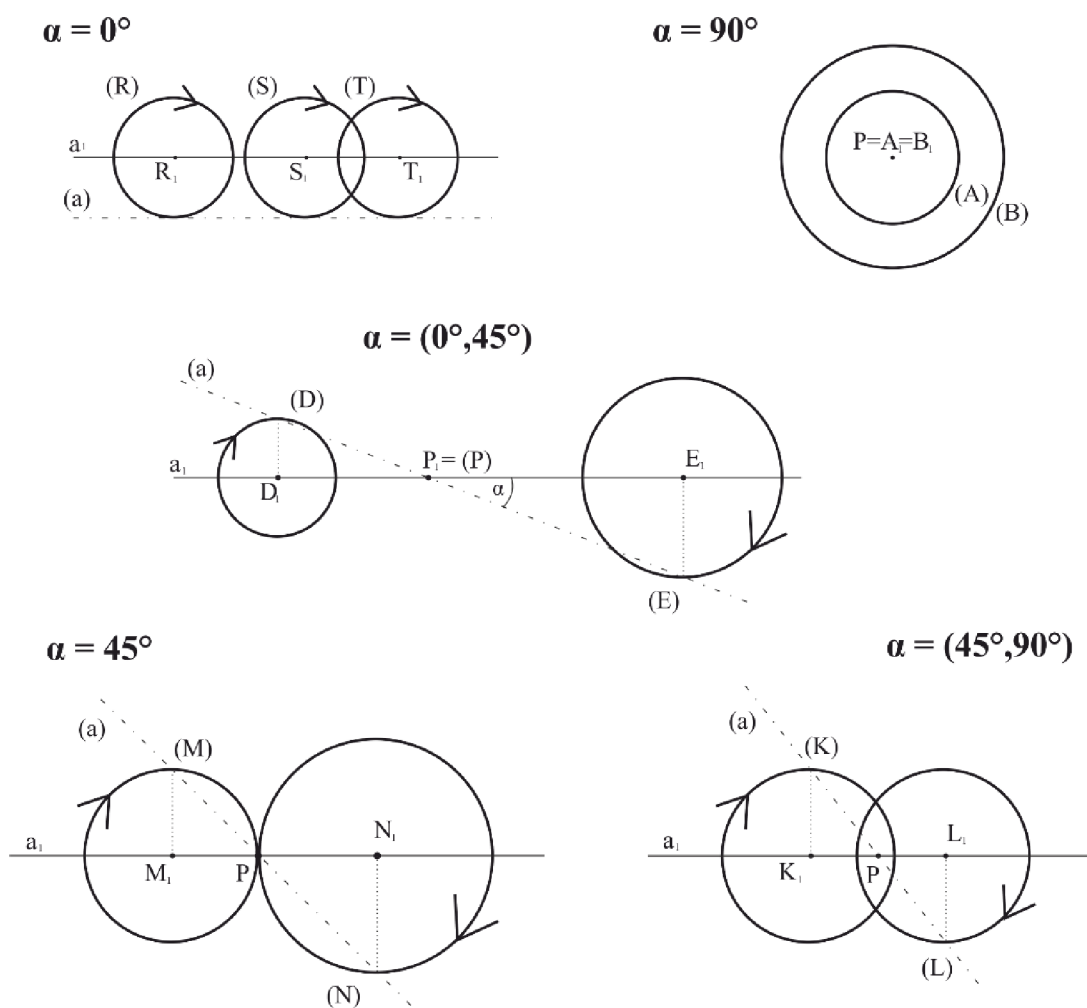 α = 0°
(R) (S) (T)
a₁
R₁ S₁ T₁
(a)
α = 90°
P=A₁=B₁
(A)
(B)
α = (0°,45°)
(a)
(D)
a₁
D₁
P₁= (P)
α
E₁
(E)
α = 45°
(a)
(M)
a₁
M₁
P
N₁
(N)
α = (45°,90°)
(a)
(K)
a₁
K₁
P
L₁
(L)